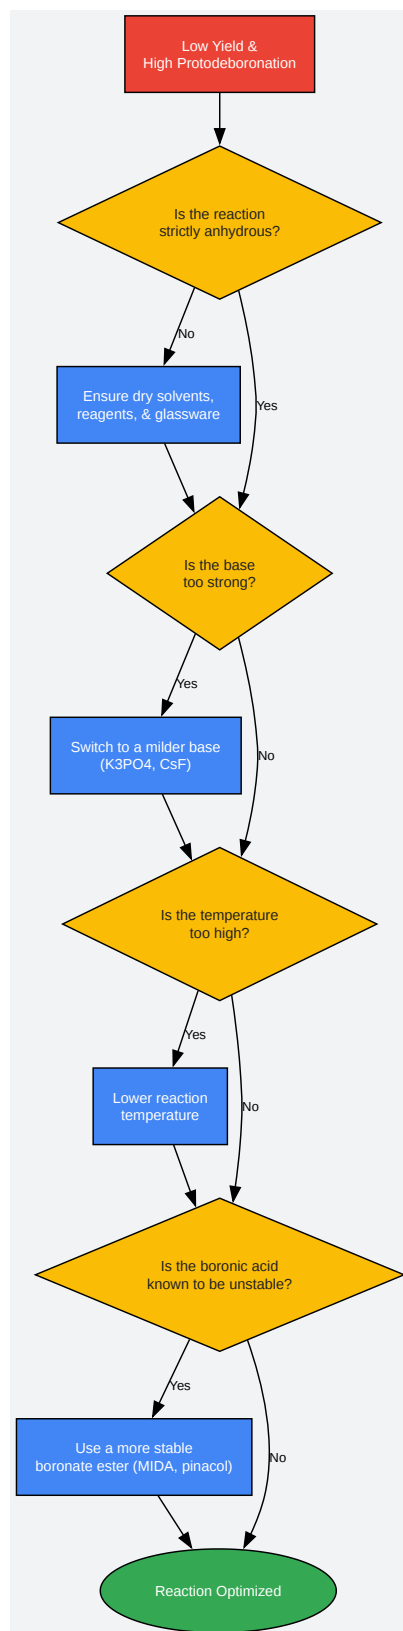 Low Yield &
High Protodeboronation
Is the reaction
strictly anhydrous?
No
Ensure dry solvents,
reagents, & glassware
Yes
Is the base
too strong?
Yes
Switch to a milder base
(K3PO4, CsF)
No
Is the temperature
too high?
Yes
Lower reaction
temperature
No
Is the boronic acid
known to be unstable?
Yes
Use a more stable
boronate ester (MIDA, pinacol)
No
Reaction Optimized